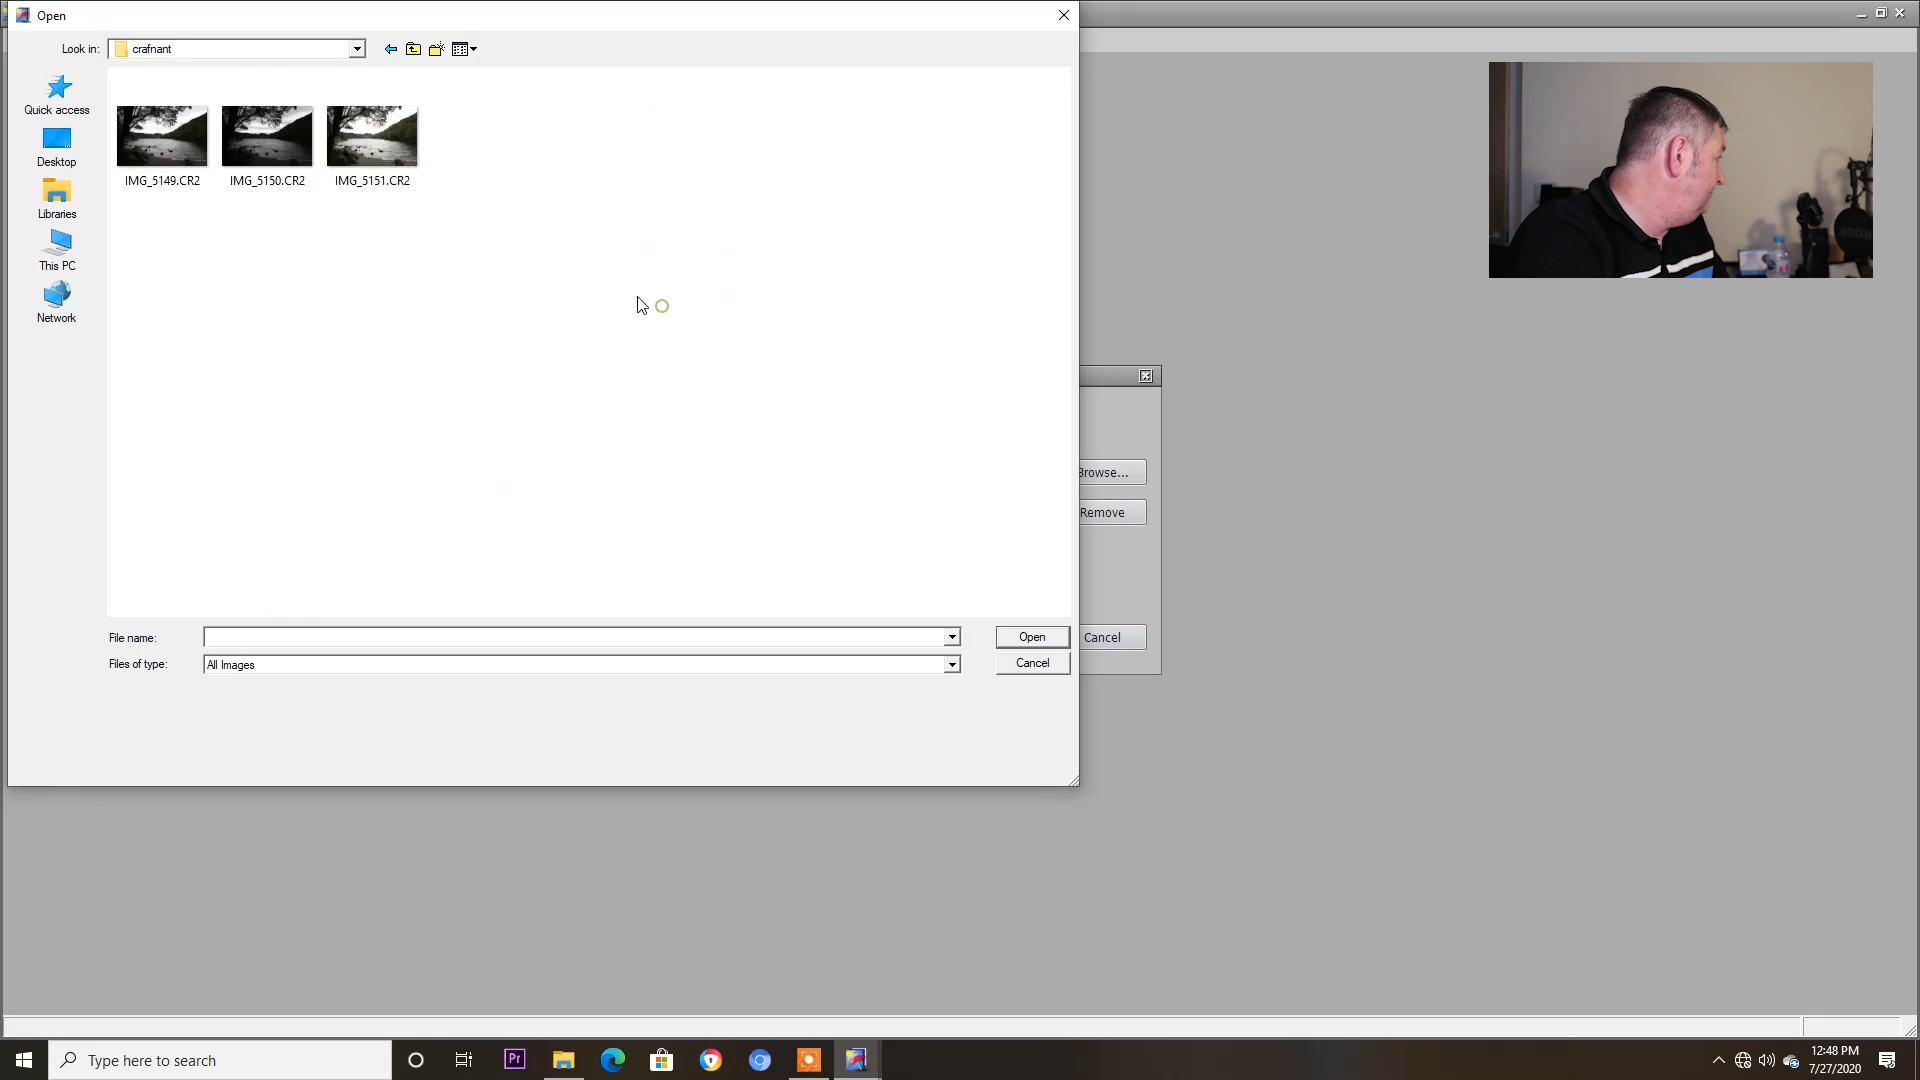 Open
Look in:
crafnant
Quick access
Desktop
Libraries
This PC
Network
IMG_5149.CR2
IMG_5150.CR2
IMG_5151.CR2
RODE
Browse...
Remove
Cancel
File name:
Open
Files of type:
All Images
Cancel
Type here to search
Pr
12:48 PM
7/27/2020